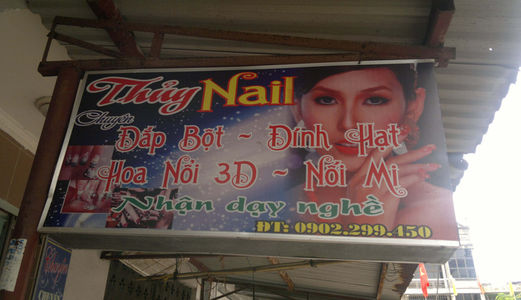 Thủy Nail
Chuyên
Đắp Bột ~ Đính Hạt
Hoa Nổi 3D ~ Nối Mi
Nhận dạy nghề
ĐT: 0902.299.450